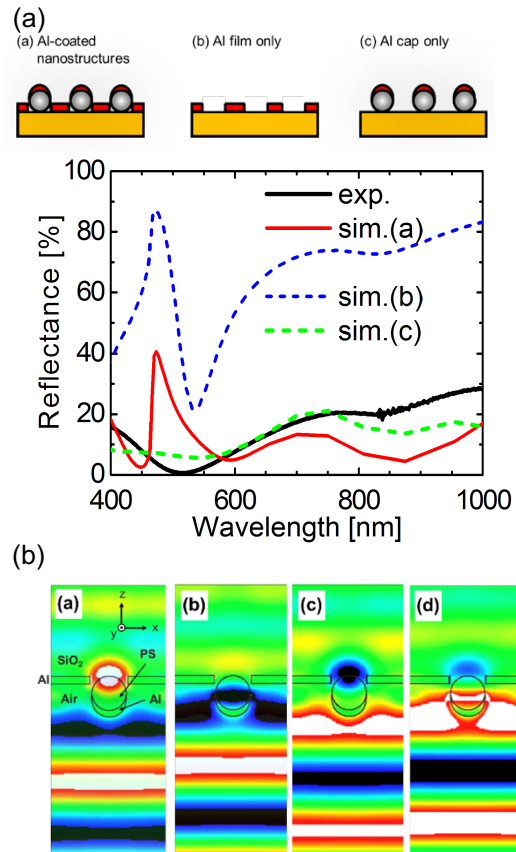 (a)
(a) Al-coated
nanostructures
(b) Al film only
(c) Al cap only
100
80
60
40
20
0
Reflectance [%]
exp.
sim.(a)
sim.(b)
sim.(c)
400
600
800
1000
Wavelength [nm]
(b)
(a)
z
y
x
SiO₂
PS
Al
Air
Al
(b)
(c)
(d)